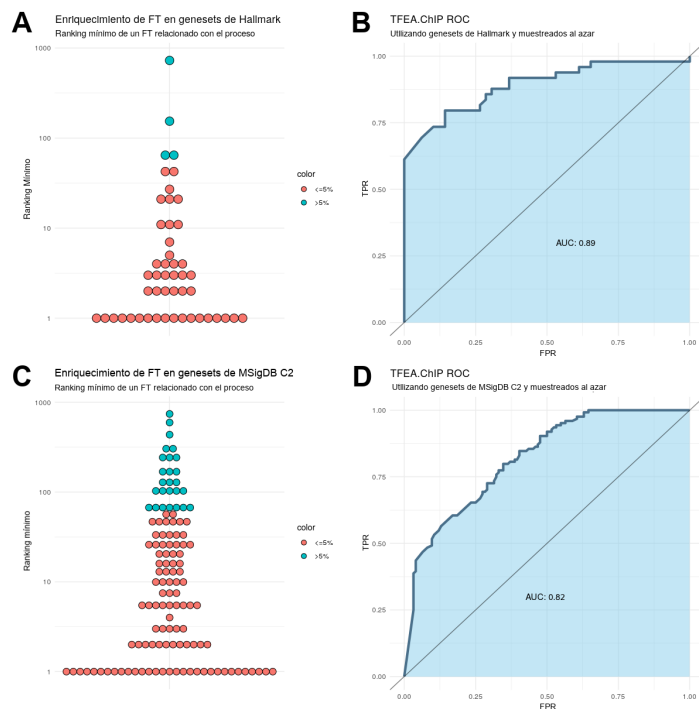 A
Enriquecimiento de FT en genesets de Hallmark
Ranking mínimo de un FT relacionado con el proceso
1000
100
10
1
Ranking Mínimo
color
<=5%
>5%
B
TFEA.ChIP ROC
Utilizando genesets de Hallmark y muestreados al azar
1.00
0.75
0.50
0.25
0.00
TPR
AUC: 0.89
0.00 0.25 0.50 0.75 1.00
FPR
C
Enriquecimiento de FT en genesets de MSigDB C2
Ranking mínimo de un FT relacionado con el proceso
1000
100
10
1
Ranking mínimo
color
<=5%
>5%
D
TFEA.ChIP ROC
Utilizando genesets de MSigDB C2 y muestreados al azar
1.00
0.75
0.50
0.25
0.00
TPR
AUC: 0.82
0.00 0.25 0.50 0.75 1.00
FPR